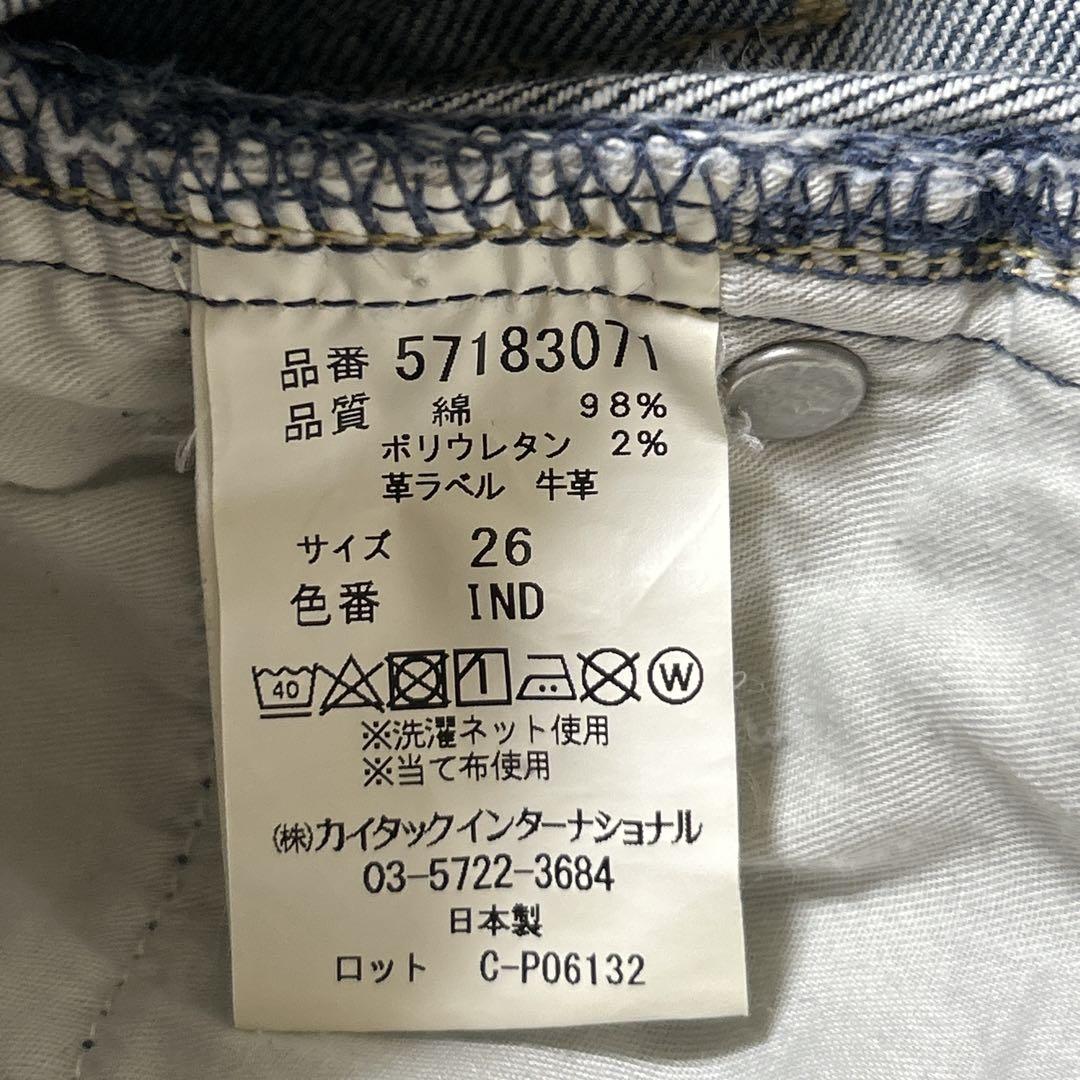 品番 57183071
品質 綿 98%
ポリウレタン 2%
革ラベル 牛革
サイズ 26
色番 IND
40 W
※洗濯ネット使用
※当て布使用
㈱カイタックインターナショナル
03-5722-3684
日本製
ロット C-P06132